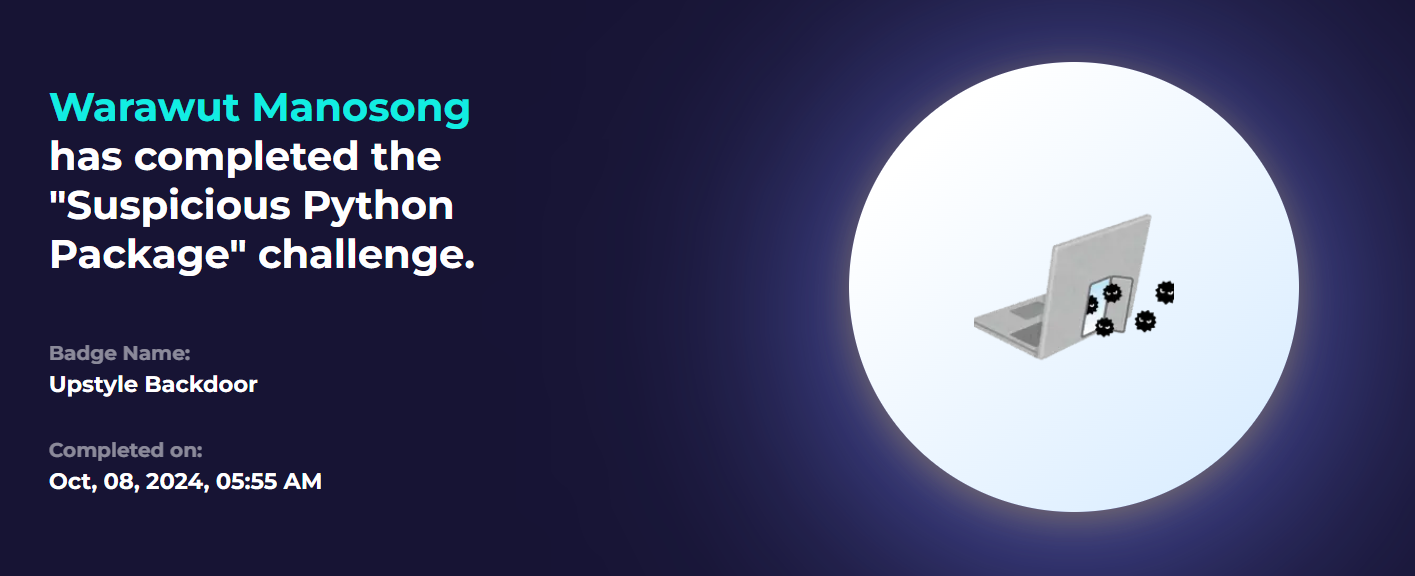 Warawut Manosong
has completed the
"Suspicious Python
Package" challenge.
Badge Name:
Upstyle Backdoor
Completed on:
Oct, 08, 2024, 05:55 AM